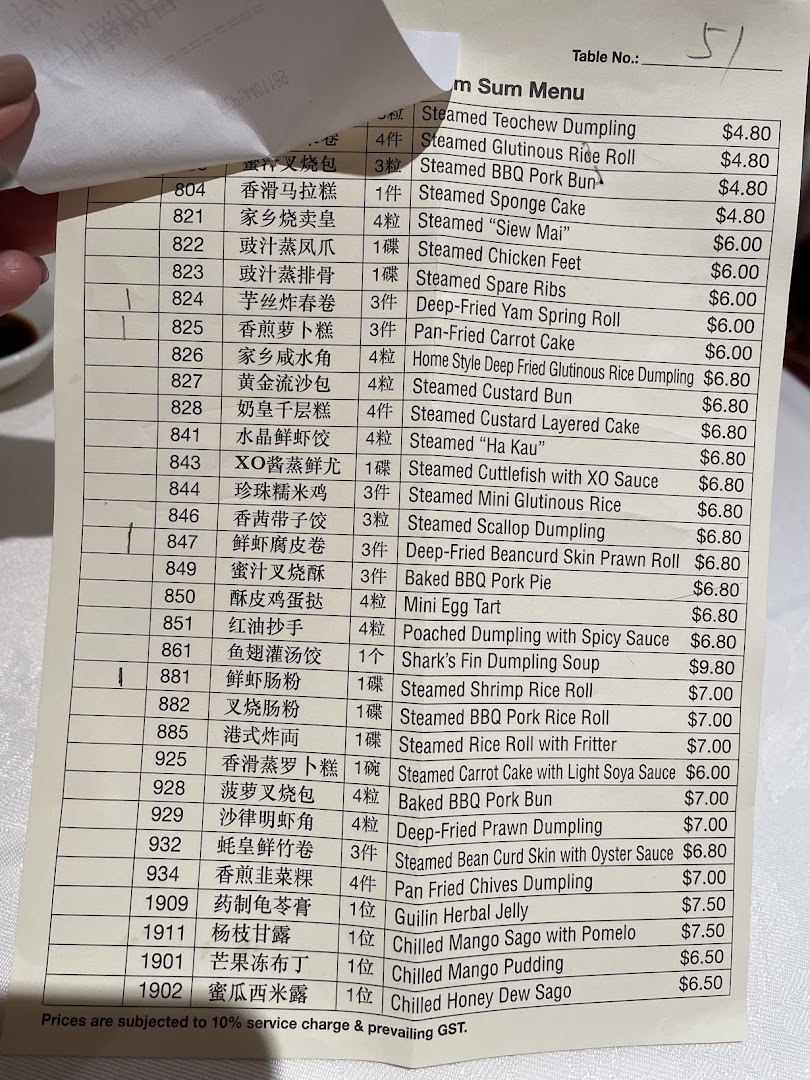 Table No.: 51
m Sum Menu
粒 Steamed Teochew Dumpling $4.80
卷 4件 Steamed Glutinous Rice Roll $4.80
蜜汁叉烧包 3粒 Steamed BBQ Pork Bun $4.80
804 香滑马拉糕 1件 Steamed Sponge Cake $4.80
821 家乡烧卖皇 4粒 Steamed “Siew Mai” $6.00
822 豉汁蒸凤爪 1碟 Steamed Chicken Feet $6.00
823 豉汁蒸排骨 1碟 Steamed Spare Ribs $6.00
824 芋丝炸春卷 3件 Deep-Fried Yam Spring Roll $6.00
825 香煎萝卜糕 3件 Pan-Fried Carrot Cake $6.00
826 家乡咸水角 4粒 Home Style Deep Fried Glutinous Rice Dumpling $6.80
827 黄金流沙包 4粒 Steamed Custard Bun $6.80
828 奶皇千层糕 4件 Steamed Custard Layered Cake $6.80
841 水晶鲜虾饺 4粒 Steamed “Ha Kau” $6.80
843 XO酱蒸鲜尤 1碟 Steamed Cuttlefish with XO Sauce $6.80
844 珍珠糯米鸡 3件 Steamed Mini Glutinous Rice $6.80
846 香茜带子饺 3粒 Steamed Scallop Dumpling $6.80
847 鲜虾腐皮卷 3件 Deep-Fried Beancurd Skin Prawn Roll $6.80
849 蜜汁叉烧酥 3件 Baked BBQ Pork Pie $6.80
850 酥皮鸡蛋挞 4粒 Mini Egg Tart $6.80
851 红油抄手 4粒 Poached Dumpling with Spicy Sauce $6.80
861 鱼翅灌汤饺 1个 Shark's Fin Dumpling Soup $9.80
881 鲜虾肠粉 1碟 Steamed Shrimp Rice Roll $7.00
882 叉烧肠粉 1碟 Steamed BBQ Pork Rice Roll $7.00
885 港式炸両 1碟 Steamed Rice Roll with Fritter $7.00
925 香滑蒸罗卜糕 1碗 Steamed Carrot Cake with Light Soya Sauce $6.00
928 菠萝叉烧包 4粒 Baked BBQ Pork Bun $7.00
929 沙律明虾角 4粒 Deep-Fried Prawn Dumpling $7.00
932 蚝皇鲜竹卷 3件 Steamed Bean Curd Skin with Oyster Sauce $6.80
934 香煎韭菜粿 4件 Pan Fried Chives Dumpling $7.00
1909 药制龟苓膏 1位 Guilin Herbal Jelly $7.50
1911 杨枝甘露 1位 Chilled Mango Sago with Pomelo $7.50
1901 芒果冻布丁 1位 Chilled Mango Pudding $6.50
1902 蜜瓜西米露 1位 Chilled Honey Dew Sago $6.50
Prices are subjected to 10% service charge & prevailing GST.